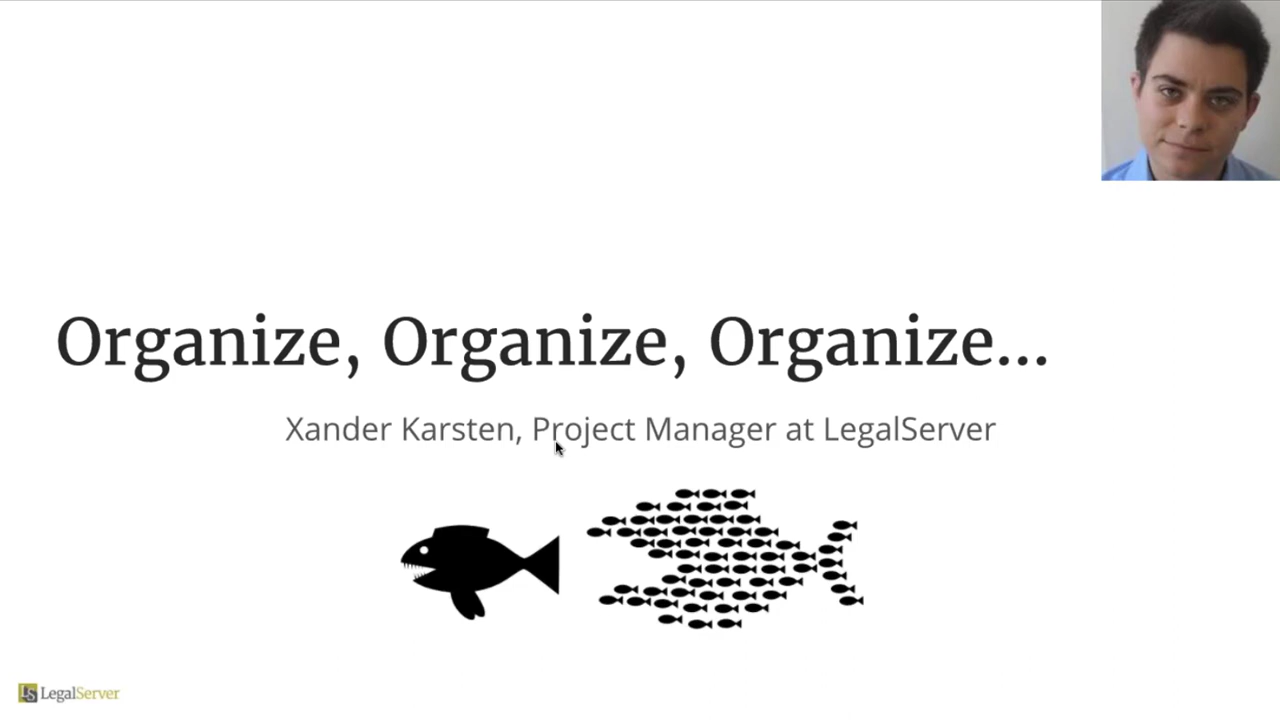 Organize, Organize, Organize...
Xander Karsten, Project Manager at LegalServer
LS LegalServer